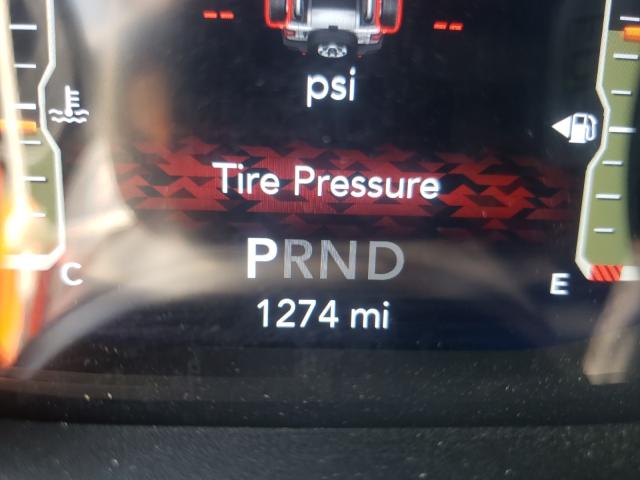 -- --
psi
Tire Pressure
PRND
C E
1274 mi